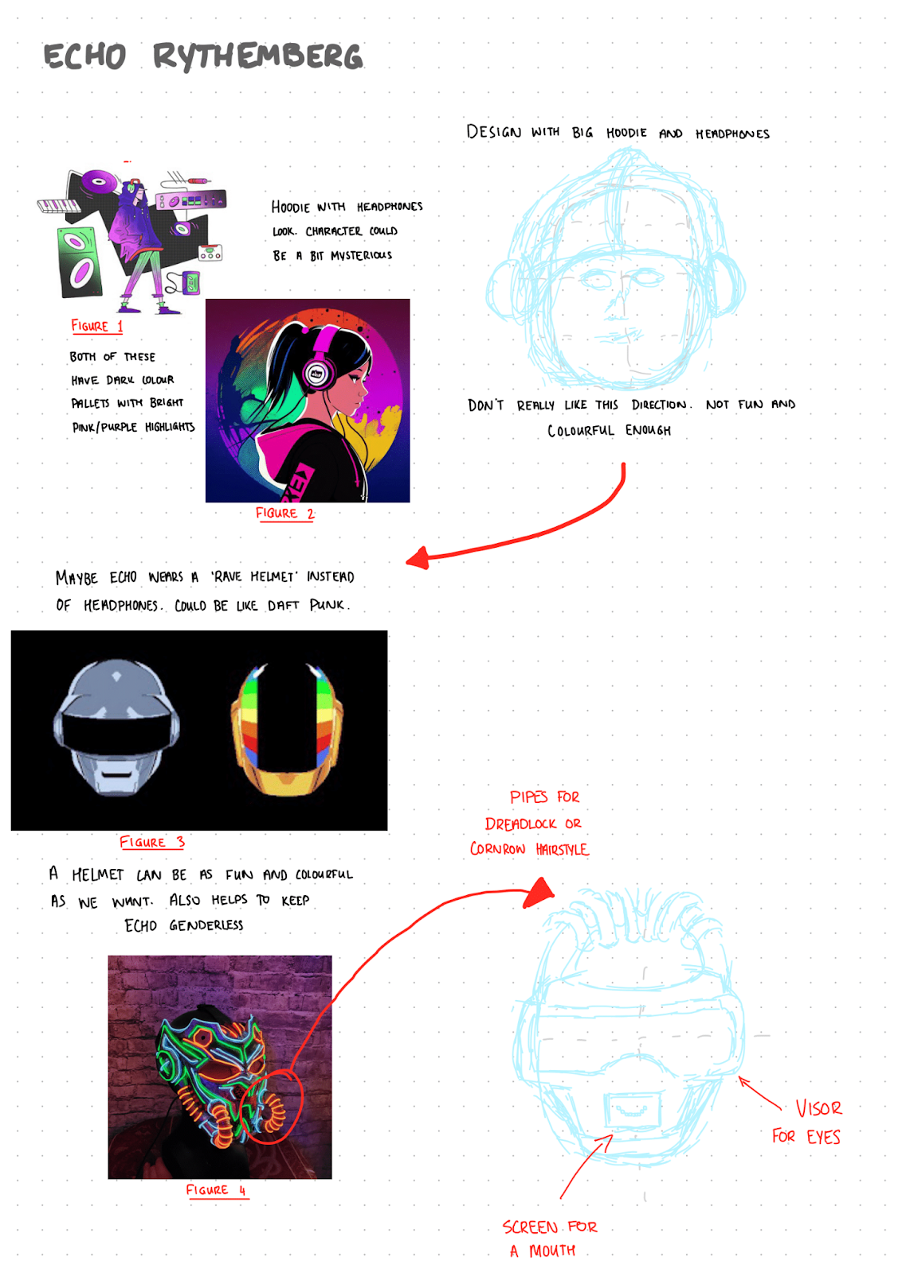 ECHO RYTHEMBERG
DESIGN WITH BIG HOODIE AND HEADPHONES
HOODIE WITH HEADPHONES
LOOK. CHARACTER COULD
BE A BIT MYSTERIOUS
FIGURE 1
BOTH OF THESE
HAVE DARK COLOUR
PALLETS WITH BRIGHT
PINK/PURPLE HIGHLIGHTS
FIGURE 2
DON'T REALLY LIKE THIS DIRECTION. NOT FUN AND
COLOURFUL ENOUGH
MAYBE ECHO WEARS A 'RAVE HELMET' INSTEAD
OF HEADPHONES. COULD BE LIKE DAFT PUNK.
FIGURE 3
A HELMET CAN BE AS FUN AND COLOURFUL
AS WE WANT. ALSO HELPS TO KEEP
ECHO GENDERLESS
FIGURE 4
PIPES FOR
DREADLOCK OR
CORNROW HAIRSTYLE
VISOR
FOR EYES
SCREEN FOR
A MOUTH